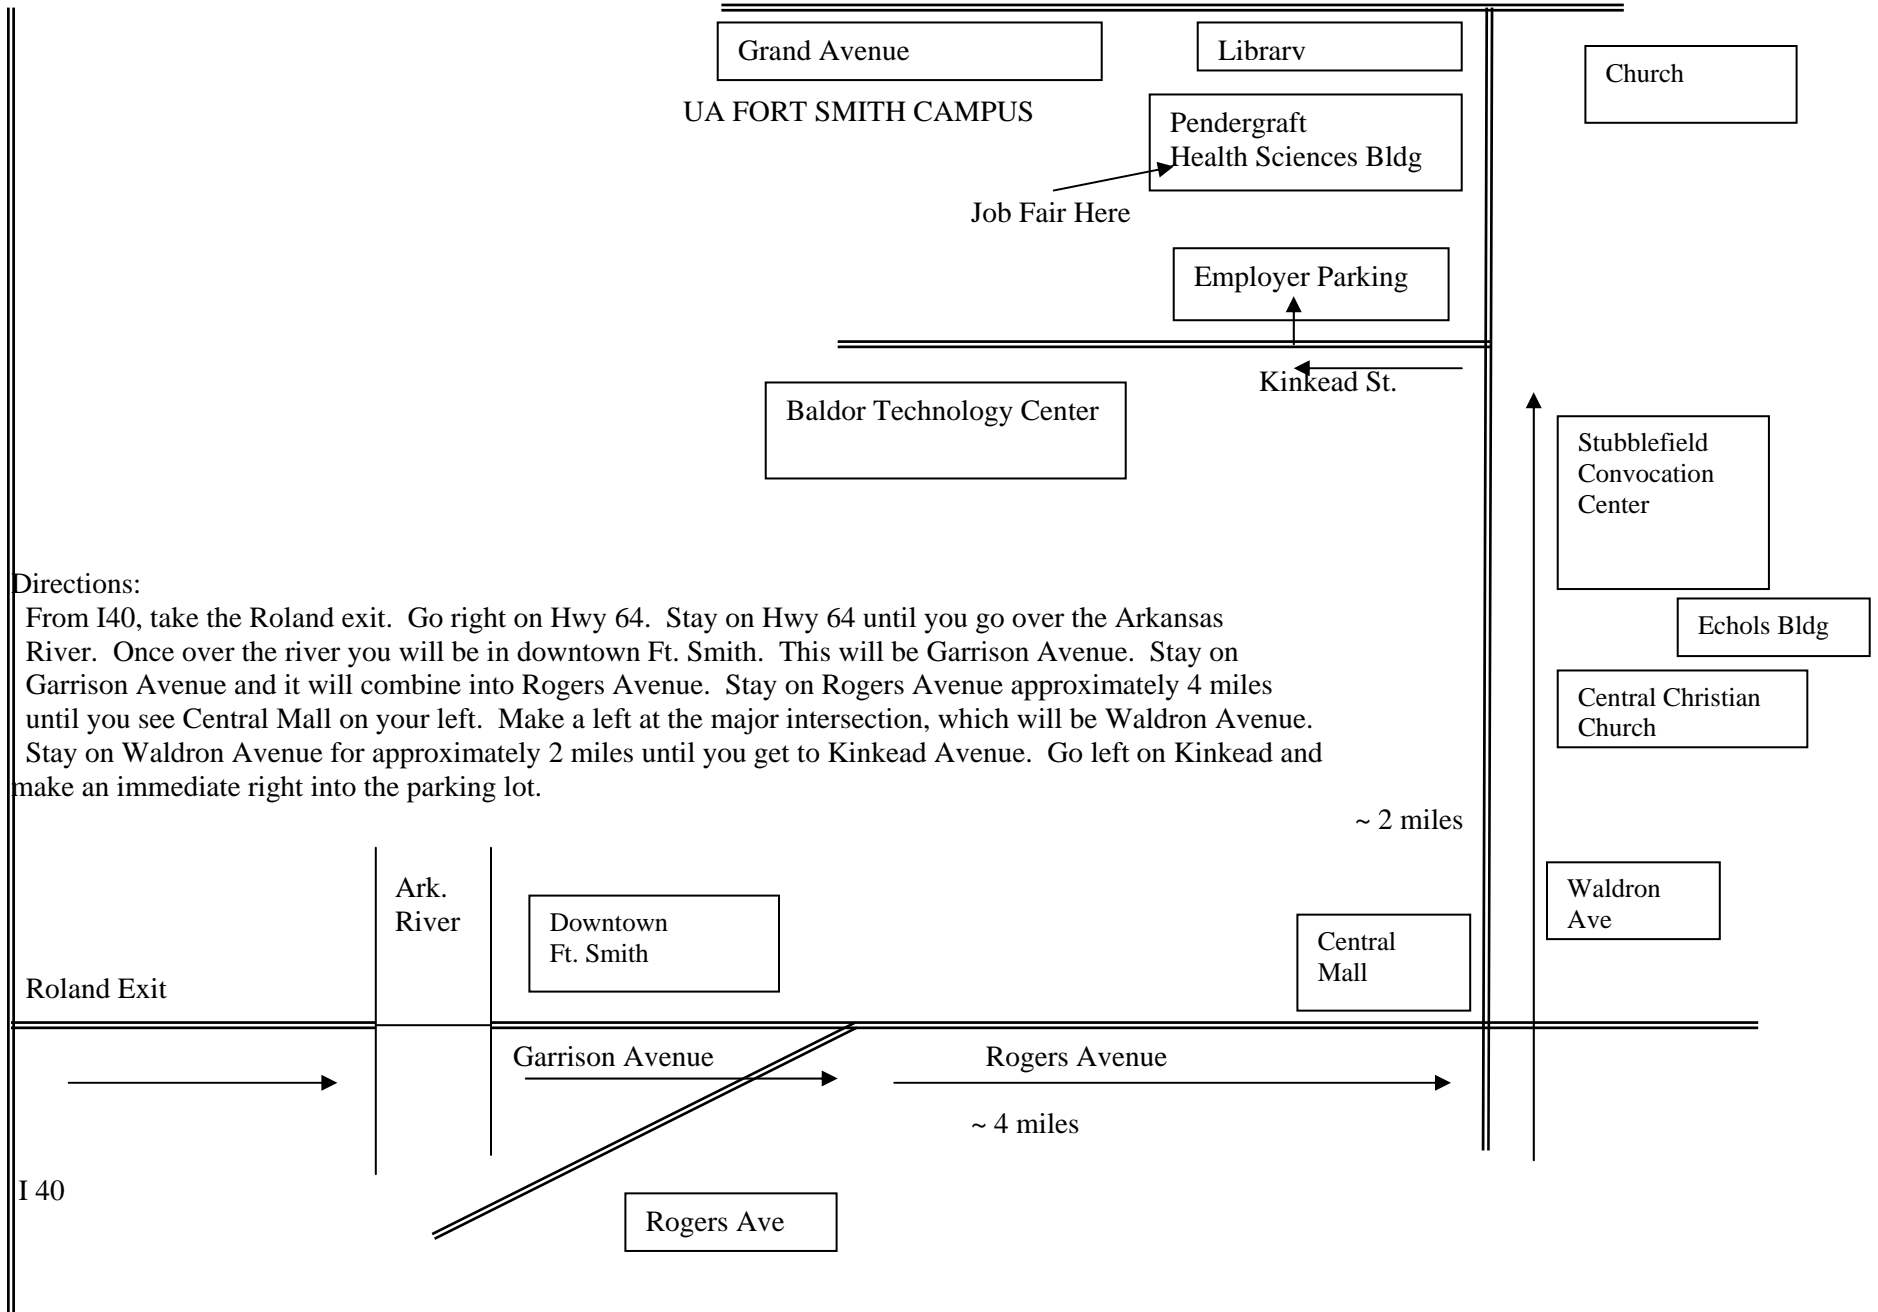 Grand Avenue
Library
Church
UA FORT SMITH CAMPUS
Pendergraft
Health Sciences Bldg
Job Fair Here
Employer Parking
Kinkead St.
Baldor Technology Center
Stubblefield
Convocation
Center
Directions:
From I40, take the Roland exit.  Go right on Hwy 64.  Stay on Hwy 64 until you go over the Arkansas
River.  Once over the river you will be in downtown Ft. Smith.  This will be Garrison Avenue.  Stay on
Garrison Avenue and it will combine into Rogers Avenue.  Stay on Rogers Avenue approximately 4 miles
until you see Central Mall on your left.  Make a left at the major intersection, which will be Waldron Avenue.
Stay on Waldron Avenue for approximately 2 miles until you get to Kinkead Avenue.  Go left on Kinkead and
make an immediate right into the parking lot.
Echols Bldg
Central Christian
Church
~ 2 miles
Ark.
River
Downtown
Ft. Smith
Central
Mall
Waldron
Ave
Roland Exit
Garrison Avenue
Rogers Avenue
~ 4 miles
I 40
Rogers Ave